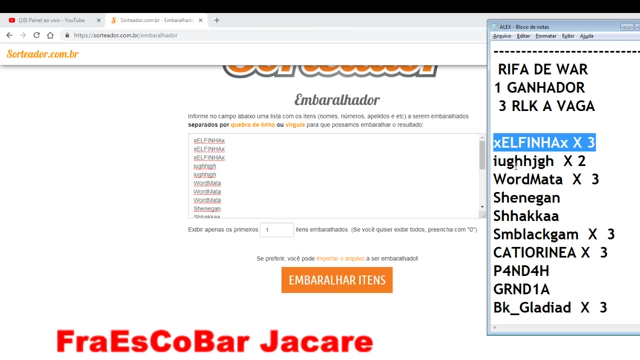 (20) Painel ao vivo - YouTube
Sorteador.com.br - Embaralhador
https://sorteador.com.br/embaralhador
Sorteador.com.br
Sorteador
Embaralhador
Informe no campo abaixo uma lista com os itens (nomes, números, apelidos e etc) a serem embaralhados
separados por quebra de linha ou vírgula para que possamos embaralhar o resultado:
xELFINHAx
xELFINHAx
xELFINHAx
iughhjgh
iughhjgh
WordMata
WordMata
WordMata
Shenegan
Shhakkaa
Exibir apenas os primeiros 1 itens embaralhados. (Se você quiser exibir todos, preencha com "0")
Se preferir, você pode importar o arquivo a ser embaralhado!
EMBARALHAR ITENS
FraEsCoBar Jacare
ALEX - Bloco de notas
Arquivo Editar Formatar Exibir Ajuda
RIFA DE WAR
1 GANHADOR
3 RLK A VAGA
xELFINHAx X 3
iughhjgh X 2
WordMata X 3
Shenegan
Shhakkaa
Smblackgam X 3
CATIORINEA X 3
P4ND4H
GRND1A
Bk_Gladiad X 3